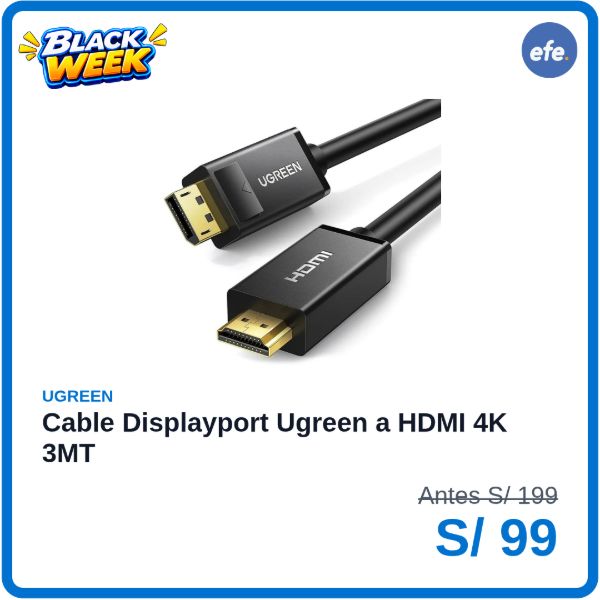 BLACK
WEEK
efe.
UGREEN
HDMI
UGREEN
Cable Displayport Ugreen a HDMI 4K
3MT
Antes S/ 199
S/ 99